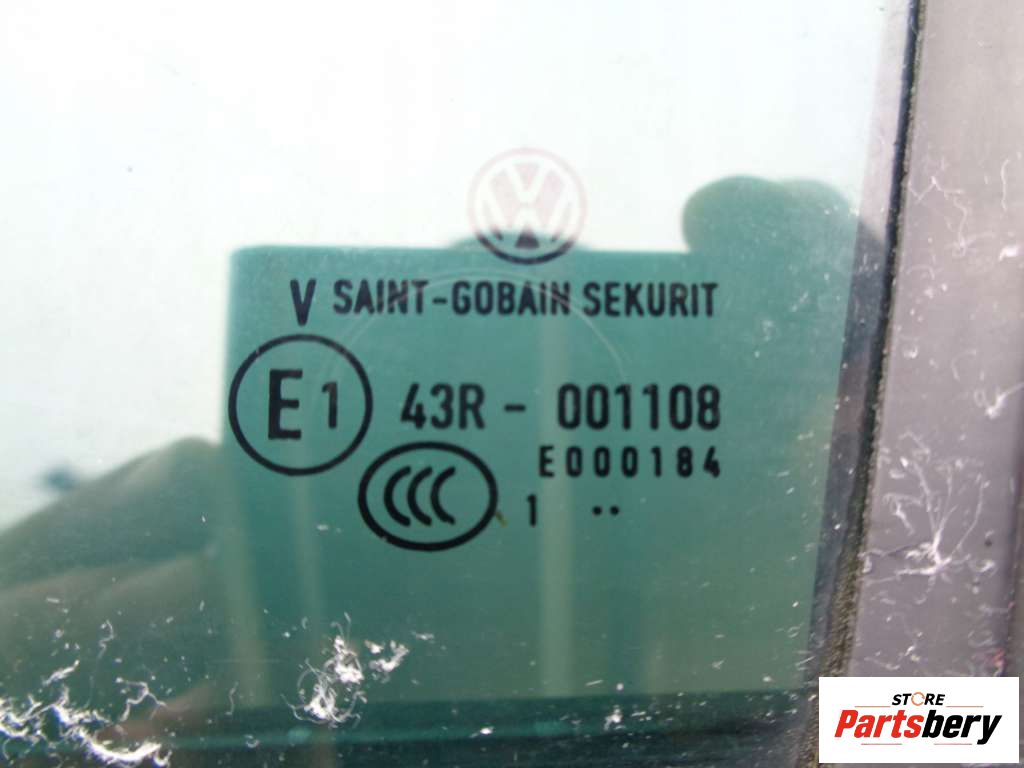 V SAINT-GOBAIN SEKURIT
E1 43R - 001108
E000184
CCC 1 ..
STORE
Partsbery